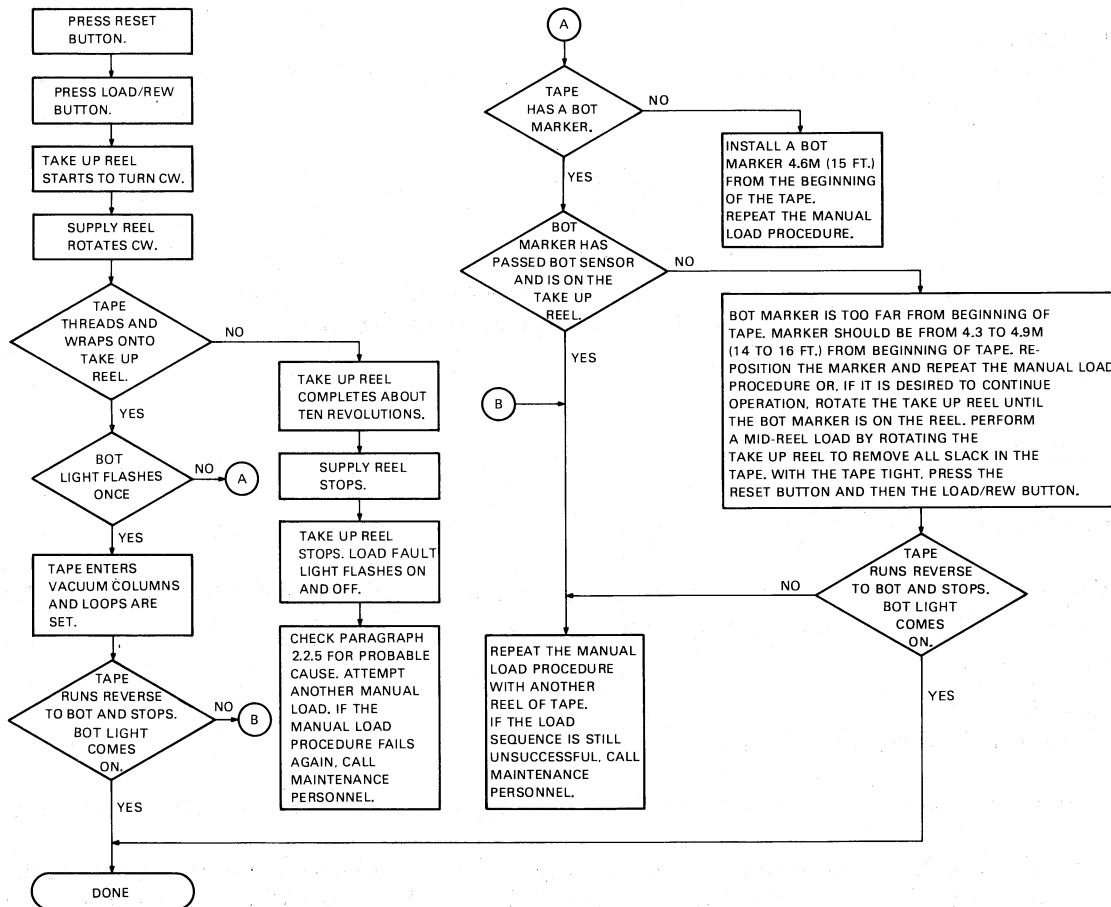 PRESS RESET
BUTTON.
PRESS LOAD/REW
BUTTON.
TAKE UP REEL
STARTS TO TURN CW.
SUPPLY REEL
ROTATES CW.
TAPE
THREADS AND
WRAPS ONTO
TAKE UP
REEL.
NO
YES
BOT
LIGHT FLASHES
ONCE
NO
A
YES
TAPE ENTERS
VACUUM COLUMNS
AND LOOPS ARE
SET.
TAPE
RUNS REVERSE
TO BOT AND STOPS.
BOT LIGHT
COMES
ON.
NO
B
YES
DONE
TAKE UP REEL
COMPLETES ABOUT
TEN REVOLUTIONS.
SUPPLY REEL
STOPS.
TAKE UP REEL
STOPS. LOAD FAULT
LIGHT FLASHES ON
AND OFF.
CHECK PARAGRAPH
2.2.5 FOR PROBABLE
CAUSE. ATTEMPT
ANOTHER MANUAL
LOAD. IF THE
MANUAL LOAD
PROCEDURE FAILS
AGAIN, CALL
MAINTENANCE
PERSONNEL.
A
TAPE
HAS A BOT
MARKER.
NO
YES
INSTALL A BOT
MARKER 4.6M (15 FT.)
FROM THE BEGINNING
OF THE TAPE.
REPEAT THE MANUAL
LOAD PROCEDURE.
BOT
MARKER HAS
PASSED BOT SENSOR
AND IS ON THE
TAKE UP
REEL.
NO
YES
B
BOT MARKER IS TOO FAR FROM BEGINNING OF
TAPE. MARKER SHOULD BE FROM 4.3 TO 4.9M
(14 TO 16 FT.) FROM BEGINNING OF TAPE. RE-
POSITION THE MARKER AND REPEAT THE MANUAL LOAD
PROCEDURE OR, IF IT IS DESIRED TO CONTINUE
OPERATION, ROTATE THE TAKE UP REEL UNTIL
THE BOT MARKER IS ON THE REEL. PERFORM
A MID-REEL LOAD BY ROTATING THE
TAKE UP REEL TO REMOVE ALL SLACK IN THE
TAPE. WITH THE TAPE TIGHT, PRESS THE
RESET BUTTON AND THEN THE LOAD/REW BUTTON.
TAPE
RUNS REVERSE
TO BOT AND STOPS.
BOT LIGHT
COMES
ON.
NO
YES
REPEAT THE MANUAL
LOAD PROCEDURE
WITH ANOTHER
REEL OF TAPE.
IF THE LOAD
SEQUENCE IS STILL
UNSUCCESSFUL, CALL
MAINTENANCE
PERSONNEL.